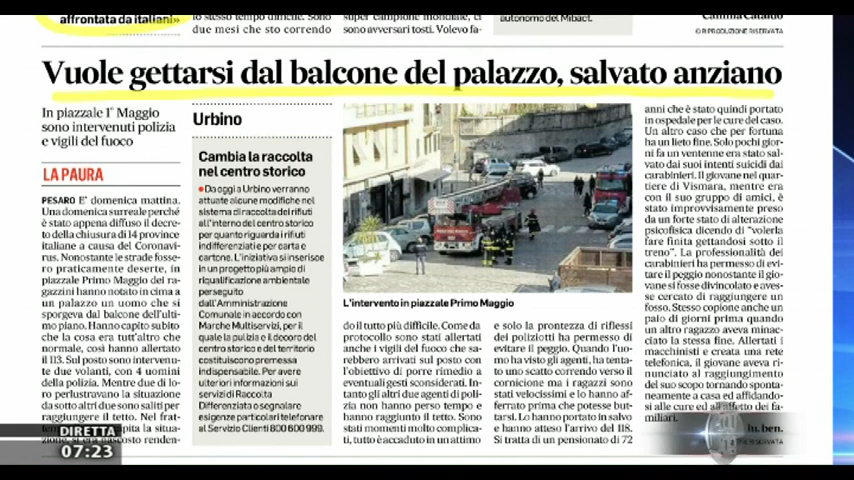 affrontata da italiani»
lo stesso tempo difficile. Sono
due mesi che sto correndo
super campione mondiale, ci
sono avversari tosti. Volevo fa-
autonomo del Mibact.
Camilla Cataldo
© RIPRODUZIONE RISERVATA
Vuole gettarsi dal balcone del palazzo, salvato anziano
In piazzale 1° Maggio
sono intervenuti polizia
e vigili del fuoco
LA PAURA
PESARO E' domenica mattina.
Una domenica surreale perché
è stato appena diffuso il decre-
to della chiusura di 14 province
italiane a causa del Coronavi-
rus. Nonostante le strade fosse-
ro praticamente deserte, in
piazzale Primo Maggio dei ra-
gazzini hanno notato in cima a
un palazzo un uomo che si
sporgeva dal balcone dell'ulti-
mo piano. Hanno capito subito
che la cosa era tutt'altro che
normale, così hanno allertato
il 113. Sul posto sono intervenu-
te due volanti, con 4 uomini
della polizia. Mentre due di lo-
ro perlustravano la situazione
da sotto altri due sono saliti per
raggiungere il tetto. Nel frat-
capita la situa-
zione, si era nascosto renden-
Urbino
Cambia la raccolta
nel centro storico
●Da oggi a Urbino verranno
attuate alcune modifiche nel
sistema di raccolta dei rifiuti
all'interno del centro storico
per quanto riguarda i rifiuti
indifferenziati e per carta e
cartone. L'iniziativa si inserisce
in un progetto più ampio di
riqualificazione ambientale
perseguito
dall'Amministrazione
Comunale in accordo con
Marche Multiservizi, per il
quale la pulizia e il decoro del
centro storico e del territorio
costituiscono premessa
indispensabile. Per avere
ulteriori informazioni sui
servizi di Raccolta
Differenziata o segnalare
esigenze particolari telefonare
al Servizio Clienti 800 600 999.
L'intervento in piazzale Primo Maggio
do il tutto più difficile. Come da
protocollo sono stati allertati
anche i vigili del fuoco che sa-
rebbero arrivati sul posto con
l'obiettivo di porre rimedio a
eventuali gesti sconsiderati. In-
tanto gli altri due agenti di poli-
zia non hanno perso tempo e
hanno raggiunto il tetto. Sono
stati momenti molto complica-
ti, tutto è accaduto in un attimo
e solo la prontezza di riflessi
dei poliziotti ha permesso di
evitare il peggio. Quando l'uo-
mo ha visto gli agenti, ha tenta-
to uno scatto correndo verso il
cornicione ma i ragazzi sono
stati velocissimi e lo hanno af-
ferrato prima che potesse but-
tarsi. Lo hanno portato in salvo
e hanno atteso l'arrivo del 118.
Si tratta di un pensionato di 72
anni che è stato quindi portato
in ospedale per le cure del caso.
Un altro caso che per fortuna
ha un lieto fine. Solo pochi gior-
ni fa un ventenne era stato sal-
vato dai suoi intenti suicidi dai
carabinieri. Il giovane nel quar-
tiere di Vismara, mentre era
con il suo gruppo di amici, è
stato improvvisamente preso
da un forte stato di alterazione
psicofisica dicendo di "volerla
fare finita gettandosi sotto il
treno". La professionalità dei
carabinieri ha permesso di evi-
tare il peggio nonostante il gio-
vane si fosse divincolato e aves-
se cercato di raggiungere un
fosso. Stesso copione anche un
paio di giorni prima quando
un altro ragazzo aveva minac-
ciato la stessa fine. Allertati i
macchinisti e creata una rete
telefonica, il giovane aveva ri-
nunciato al raggiungimento
del suo scopo tornando sponta-
neamente a casa ed affidando-
si alle cure ed all'affetto dei fa-
miliari.
lu. ben.
RISERVATA
DIRETTA
07:23